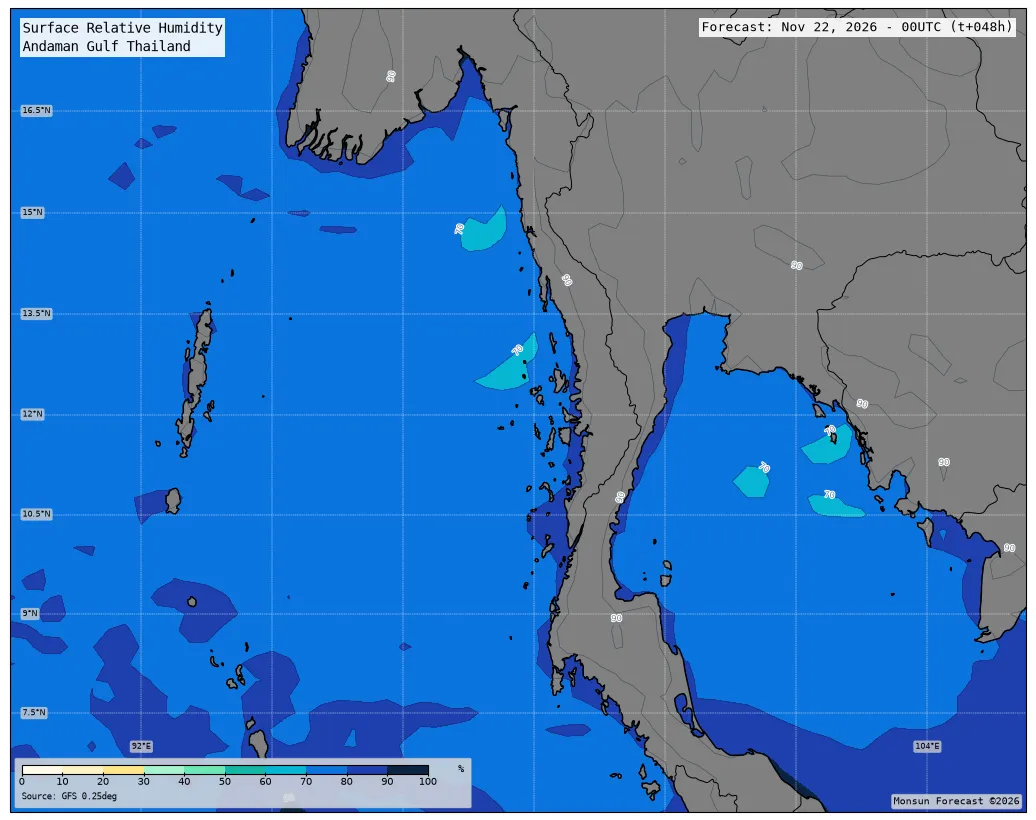 Surface Relative Humidity
Andaman Gulf Thailand
Forecast: Nov 22, 2026 - 00UTC (t+048h)
90
16.5°N
15°N
70
90
90
13.5°N
70
12°N
90
70
90
70
90
70
10.5°N
90
9°N
90
7.5°N
92°E
104°E
0 10 20 30 40 50 60 70 80 90 100 %
Source: GFS 0.25deg
Monsun Forecast ©2026